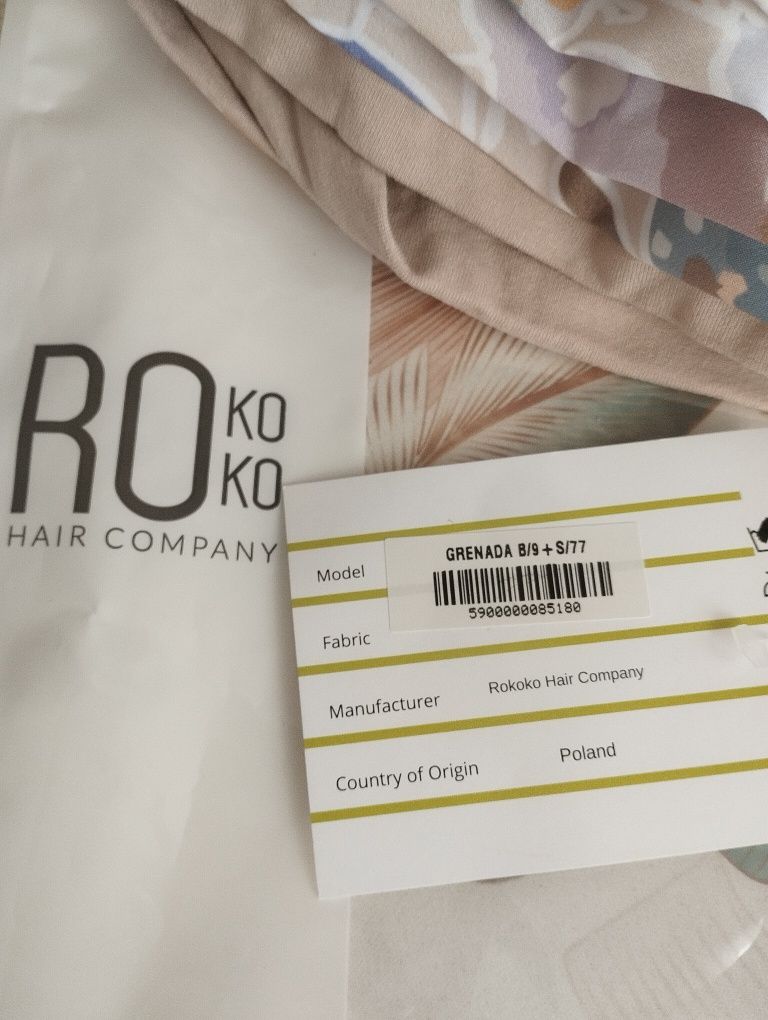 RO
KO
KO
HAIR COMPANY
Model
GRENADA B/9 + S/77
5900000085180
Fabric
Manufacturer Rokoko Hair Company
Country of Origin Poland